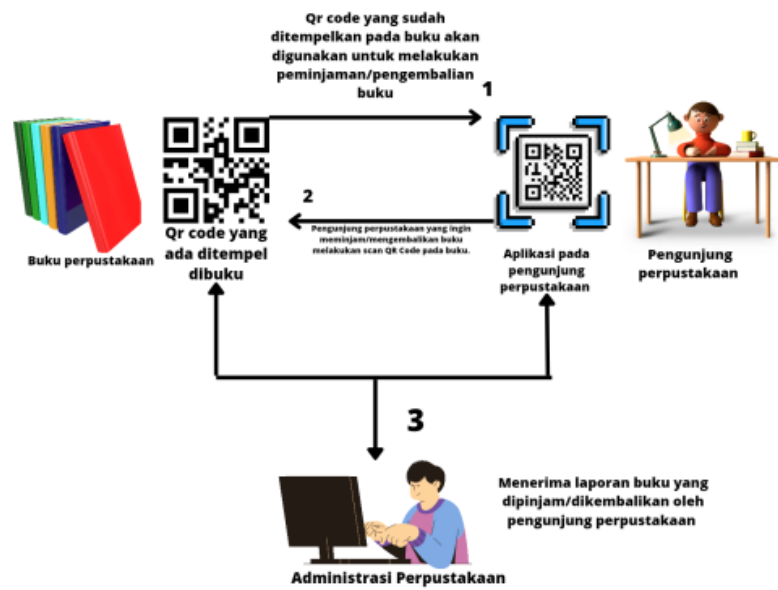 Qr code yang sudah
ditempelkan pada buku akan
digunakan untuk melakukan
peminjaman/pengembalian
buku
1
2
Pengunjung perpustakaan yang ingin
meminjam/mengembalikan buku
melakukan scan QR Code pada buku.
Buku perpustakaan
Qr code yang
ada ditempel
dibuku
Aplikasi pada
pengunjung
perpustakaan
Pengunjung
perpustakaan
3
Menerima laporan buku yang
dipinjam/dikembalikan oleh
pengunjung perpustakaan
Administrasi Perpustakaan